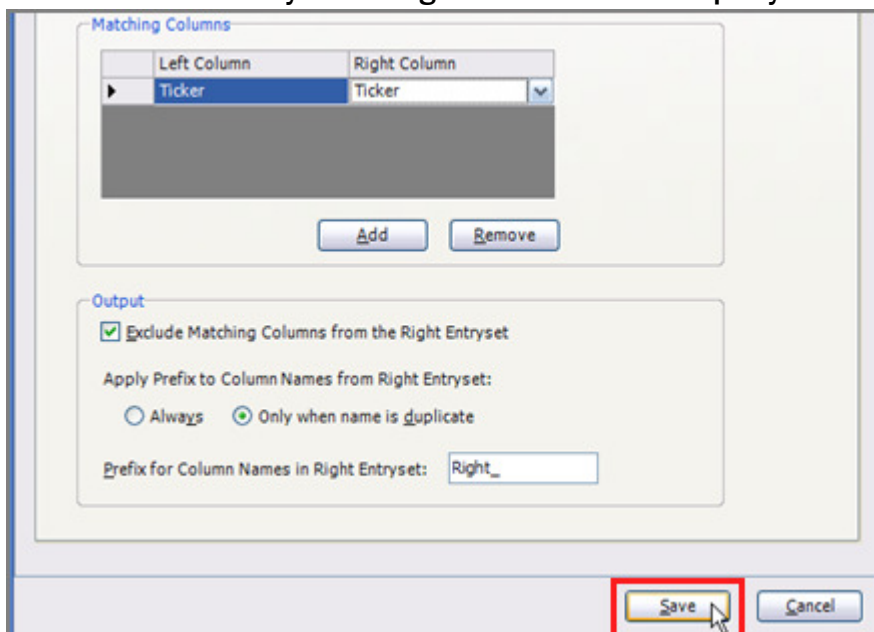 Matching Columns
Left Column Right Column
Ticker Ticker
Add Remove
Output
Exclude Matching Columns from the Right Entryset
Apply Prefix to Column Names from Right Entryset:
Always Only when name is duplicate
Prefix for Column Names in Right Entryset: Right_
Save Cancel